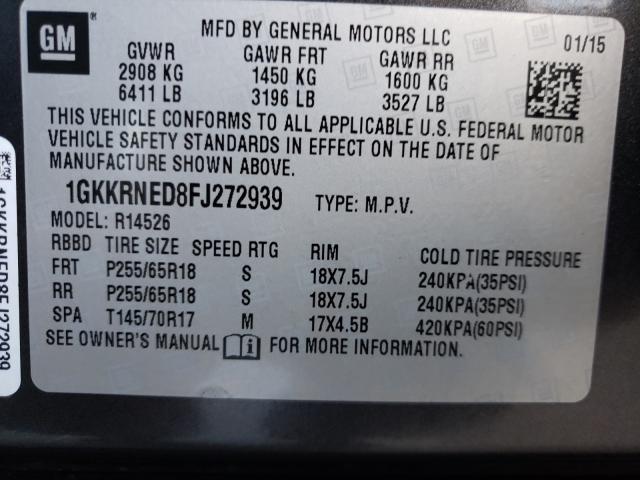 GM
MFD BY GENERAL MOTORS LLC
01/15
GVWR GAWR FRT GAWR RR
2908 KG 1450 KG 1600 KG
6411 LB 3196 LB 3527 LB
THIS VEHICLE CONFORMS TO ALL APPLICABLE U.S. FEDERAL MOTOR
VEHICLE SAFETY STANDARDS IN EFFECT ON THE DATE OF
MANUFACTURE SHOWN ABOVE.
1GKKRNED8FJ272939 TYPE: M.P.V.
MODEL: R14526
RBBD TIRE SIZE SPEED RTG RIM COLD TIRE PRESSURE
FRT P255/65R18 S 18X7.5J 240KPA(35PSI)
RR P255/65R18 S 18X7.5J 240KPA(35PSI)
SPA T145/70R17 M 17X4.5B 420KPA(60PSI)
SEE OWNER'S MANUAL i FOR MORE INFORMATION.
1GKKRNED8FJ272939